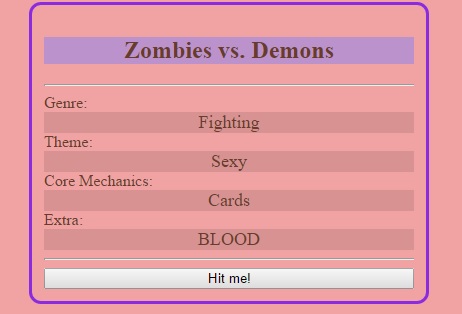 Zombies vs. Demons
Genre:
Fighting
Theme:
Sexy
Core Mechanics:
Cards
Extra:
BLOOD
Hit me!